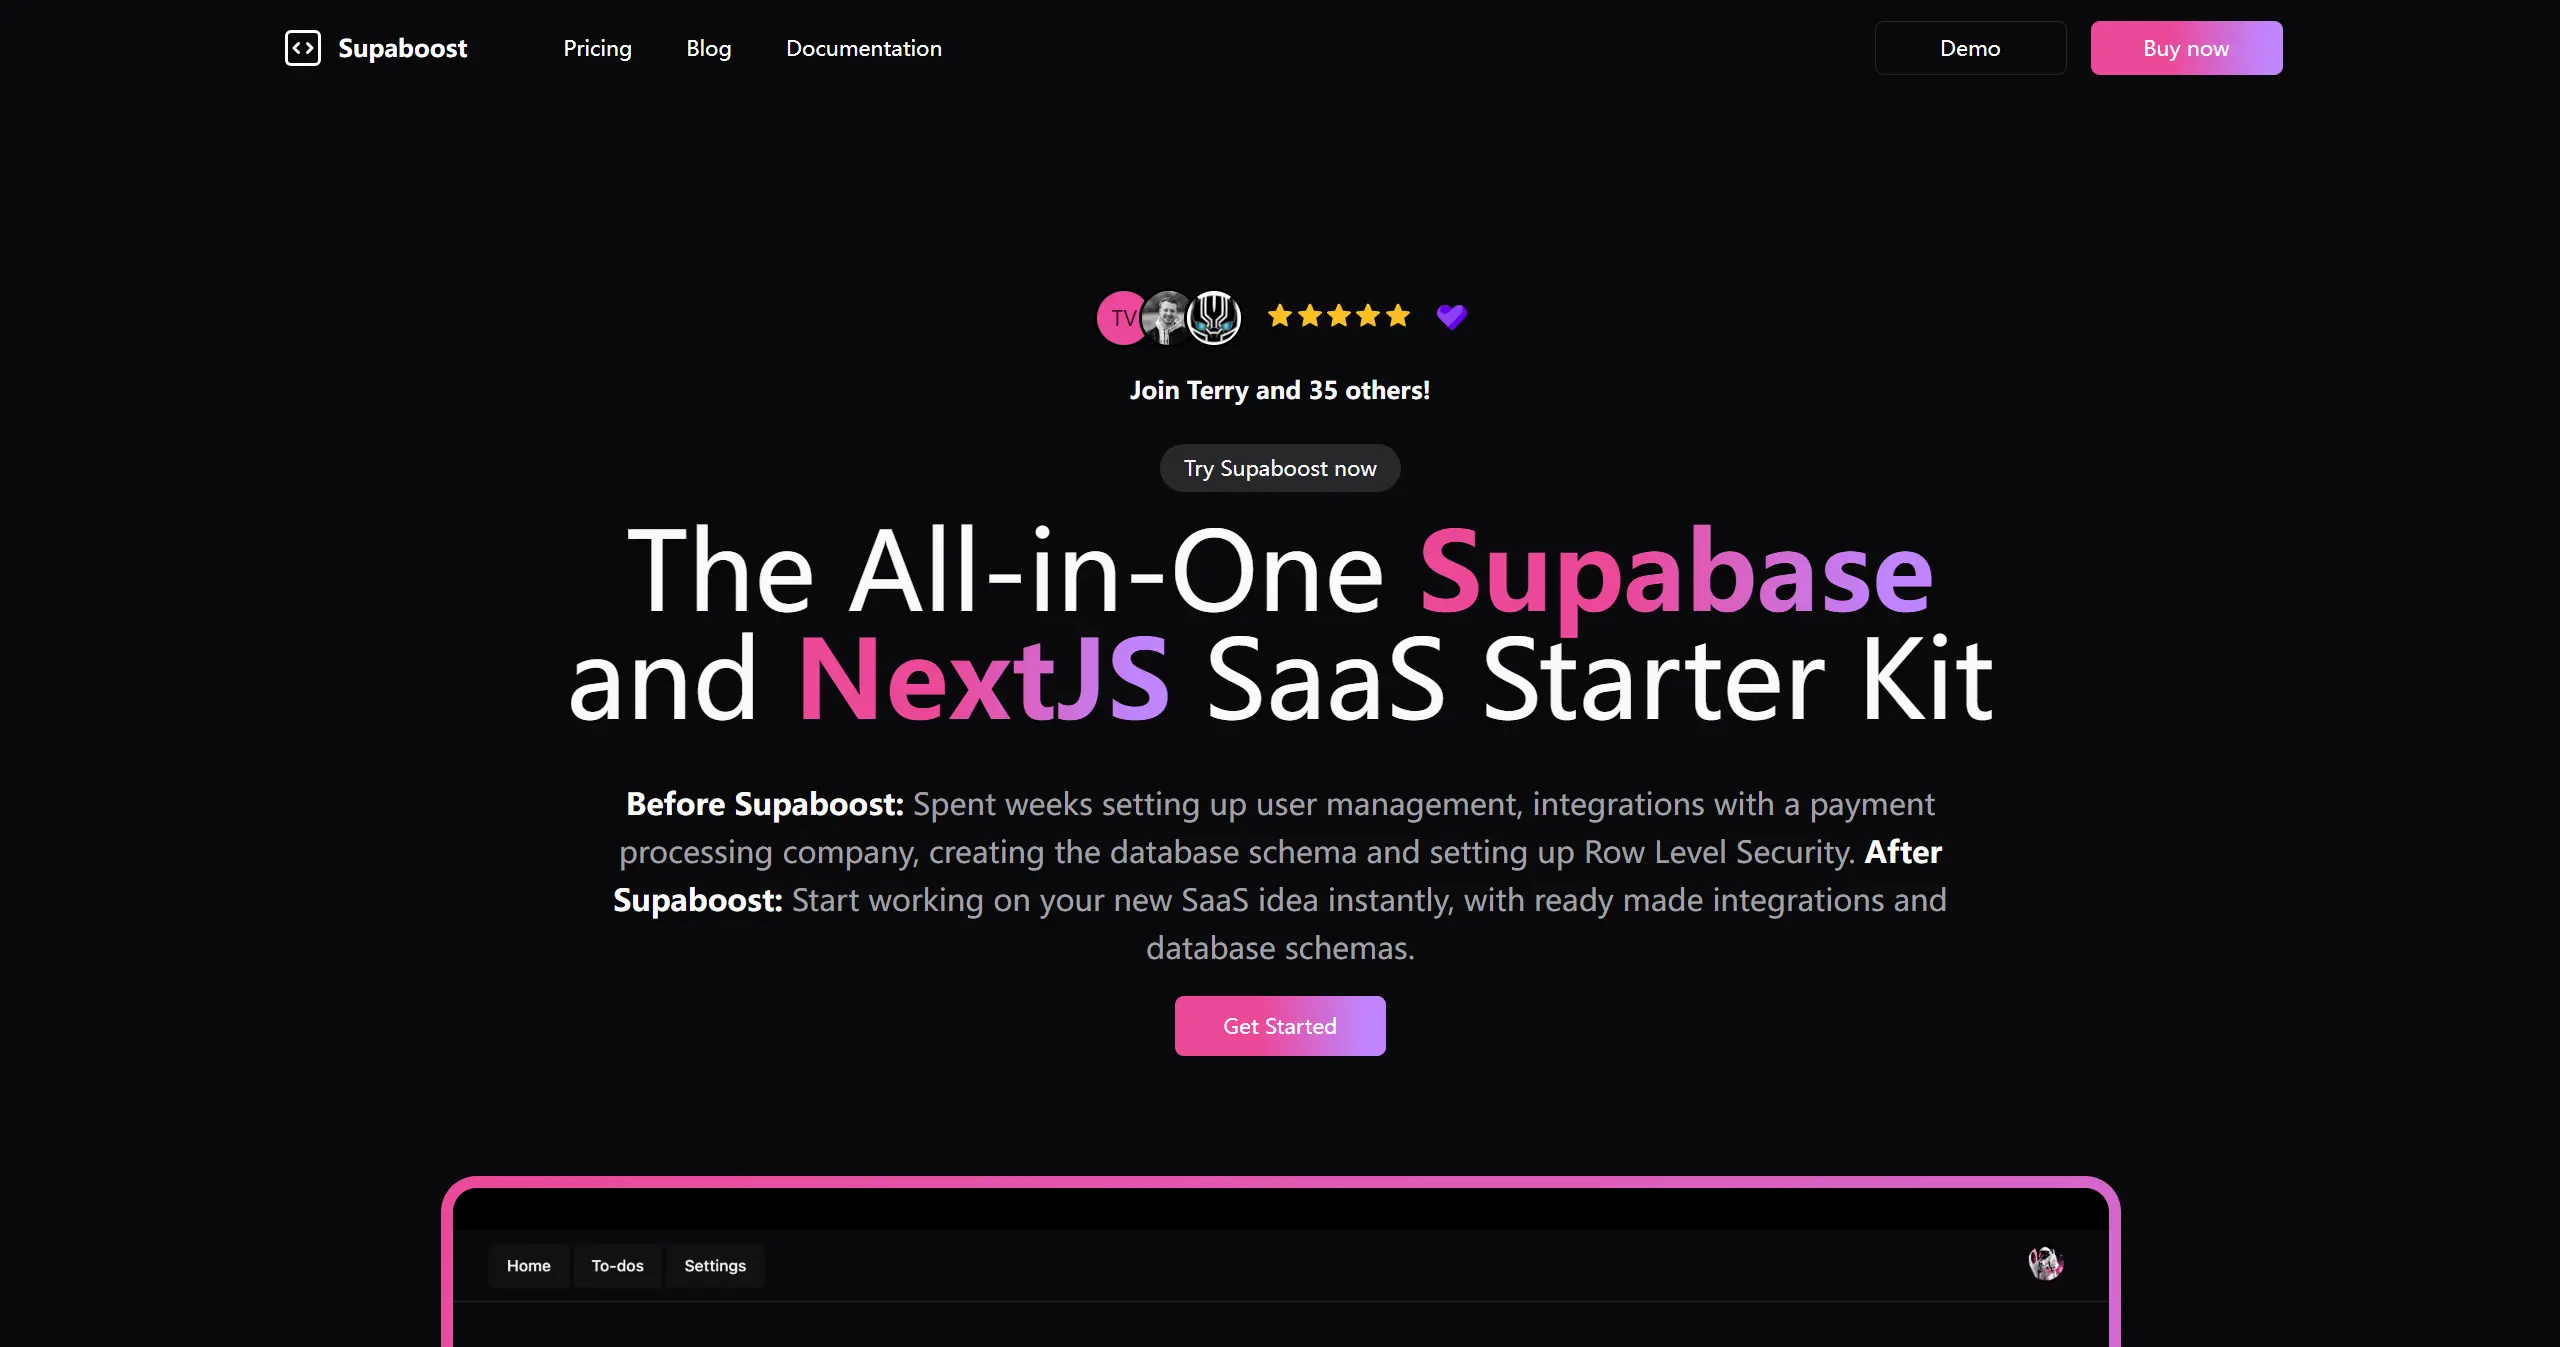 Supaboost
Pricing
Blog
Documentation
Demo
Buy now
TV
Join Terry and 35 others!
Try Supaboost now
The All-in-One Supabase
and NextJS SaaS Starter Kit
Before Supaboost: Spent weeks setting up user management, integrations with a payment
processing company, creating the database schema and setting up Row Level Security. After
Supaboost: Start working on your new SaaS idea instantly, with ready made integrations and
database schemas.
Get Started
Home
To-dos
Settings